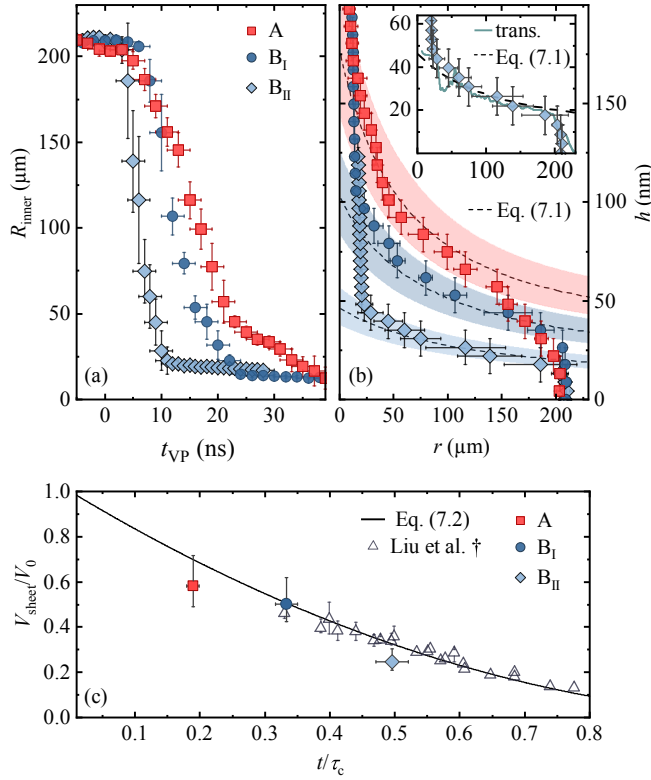 200
150
100
50
0
R_inner (μm)
A
B_I
B_II
(a)
0 10 20 30
t_VP (ns)
60
40
20
0
0 100 200
trans.
Eq. (7.1)
Eq. (7.1)
(b)
150
100
50
0
h (nm)
0 50 100 150 200
r (μm)
1.0
0.8
0.6
0.4
0.2
0.0
V_sheet/V_0
Eq. (7.2)
Liu et al. †
A
B_I
B_II
(c)
0.1 0.2 0.3 0.4 0.5 0.6 0.7 0.8
t/τ_c